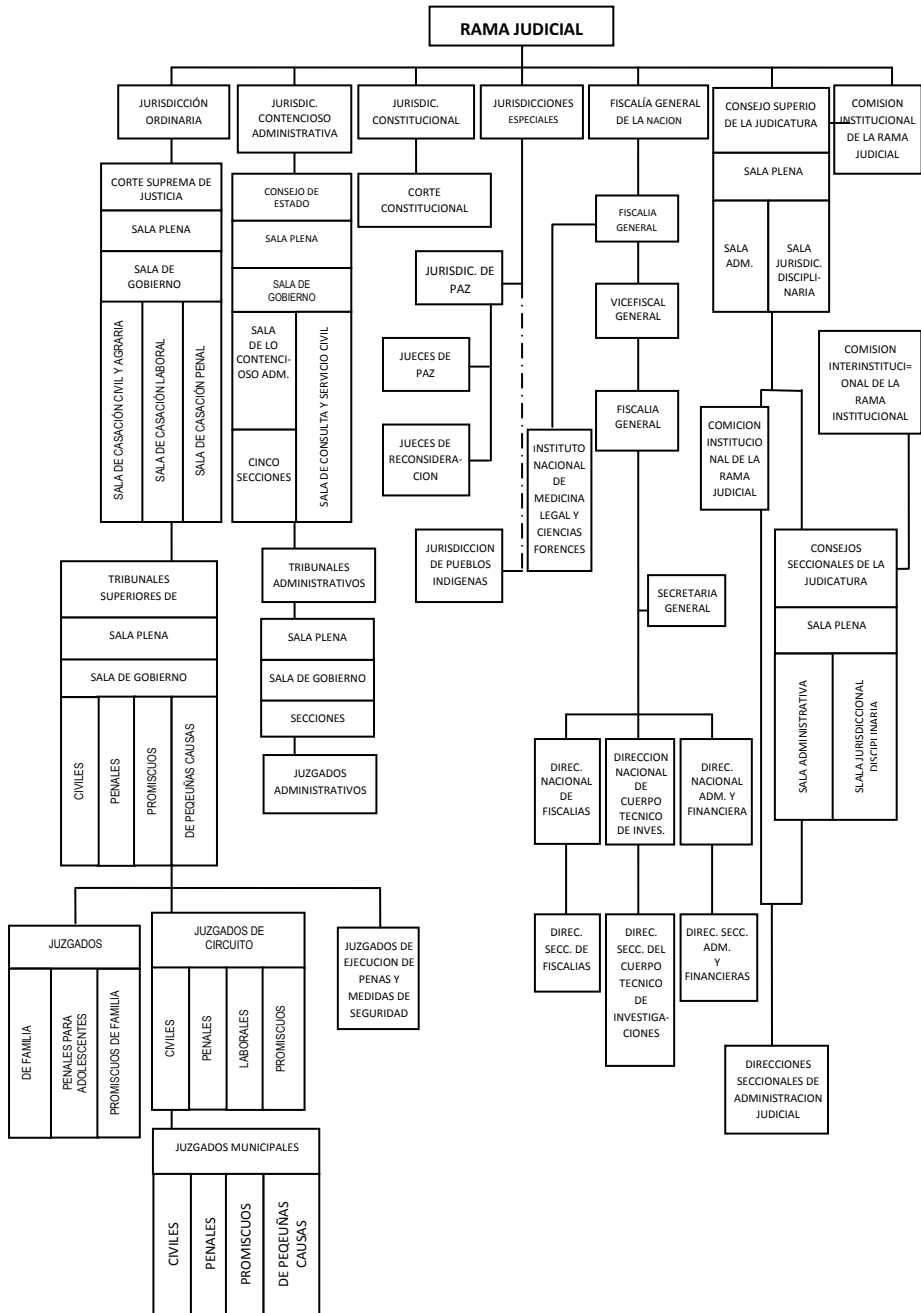 RAMA JUDICIAL
JURISDICCIÓN
ORDINARIA
JURISDIC.
CONTENCIOSO
ADMINISTRATIVA
JURISDIC.
CONSTITUCIONAL
JURISDICCIONES
ESPECIALES
FISCALÍA GENERAL
DE LA NACION
CONSEJO SUPERIO
DE LA JUDICATURA
COMISION
INSTITUCIONAL
DE LA RAMA
JUDICIAL
CORTE SUPREMA DE
JUSTICIA
SALA PLENA
SALA DE
GOBIERNO
SALA DE CASACIÓN CIVIL Y AGRARIA
SALA DE CASACIÓN LABORAL
SALA DE CASACIÓN PENAL
CONSEJO DE
ESTADO
SALA PLENA
SALA DE
GOBIERNO
SALA
DE LO
CONTENCI-
OSO ADM.
CINCO
SECCIONES
SALA DE CONSULTA Y SERVICIO CIVIL
CORTE
CONSTITUCIONAL
JURISDIC. DE
PAZ
JUECES DE
PAZ
JUECES DE
RECONSIDERA-
CION
JURISDICCION
DE PUEBLOS
INDIGENAS
FISCALIA
GENERAL
VICEFISCAL
GENERAL
FISCALIA
GENERAL
INSTITUTO
NACIONAL
DE
MEDICINA
LEGAL Y
CIENCIAS
FORENCES
SECRETARIA
GENERAL
SALA PLENA
SALA
ADM.
SALA
JURISDIC.
DISCIPLI-
NARIA
COMISION
INTERINSTITUCI=
ONAL DE LA
RAMA
INSTITUCIONAL
COMICION
INSTITUCIO
NAL DE LA
RAMA
JUDICIAL
CONSEJOS
SECCIONALES DE LA
JUDICATURA
SALA PLENA
SALA ADMINISTRATIVA
SLALA JURISDICCIONAL
DISCIPLINARIA
TRIBUNALES
SUPERIORES DE
SALA PLENA
SALA DE GOBIERNO
CIVILES
PENALES
PROMISCUOS
DE PEQEUÑAS CAUSAS
TRIBUNALES
ADMINISTRATIVOS
SALA PLENA
SALA DE GOBIERNO
SECCIONES
JUZGADOS
ADMINISTRATIVOS
DIREC.
NACIONAL
DE
FISCALIAS
DIRECCION
NACIONAL
DE
CUERPO
TECNICO
DE INVES.
DIREC.
NACIONAL
ADM. Y
FINANCIERA
JUZGADOS
DE FAMILIA
PENALES PARA
ADOLESCENTES
PROMISCUOS DE FAMILIA
JUZGADOS DE
CIRCUITO
CIVILES
PENALES
LABORALES
PROMISCUOS
JUZGADOS DE
EJECUCION DE
PENAS Y
MEDIDAS DE
SEGURIDAD
DIREC.
SECC. DE
FISCALIAS
DIREC.
SECC. DEL
CUERPO
TECNICO
DE
INVESTIGA-
CIONES
DIREC. SECC.
ADM.
Y
FINANCIERAS
DIRECCIONES
SECCIONALES DE
ADMINISTRACION
JUDICIAL
JUZGADOS MUNICIPALES
CIVILES
PENALES
PROMISCUOS
DE PEQEUÑAS
CAUSAS